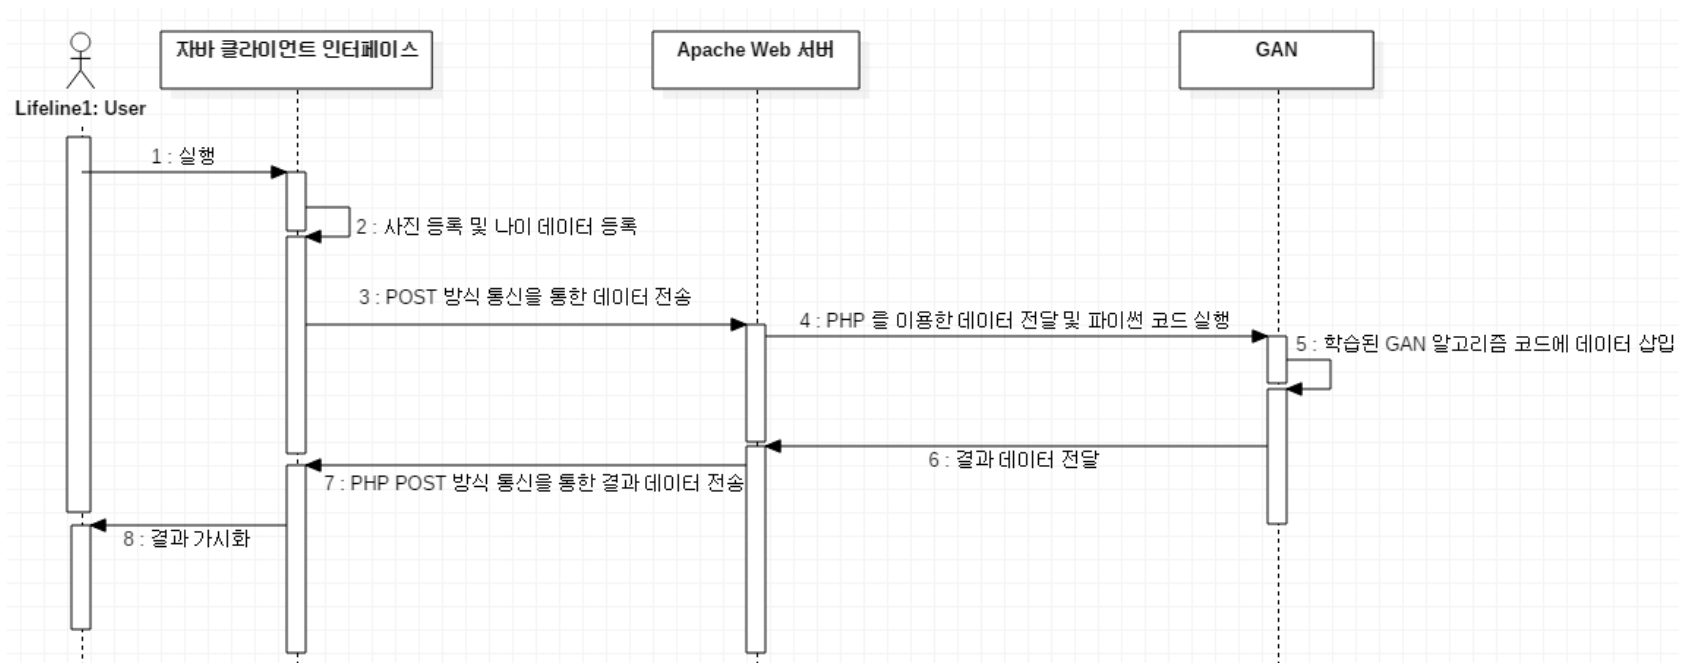 자바 클라이언트 인터페이스
Apache Web 서버
GAN
Lifeline1: User
1 : 실행
2 : 사진 등록 및 나이 데이터 등록
3 : POST 방식 통신을 통한 데이터 전송
4 : PHP 를 이용한 데이터 전달 및 파이썬 코드 실행
5 : 학습된 GAN 알고리즘 코드에 데이터 삽입
6 : 결과 데이터 전달
7 : PHP POST 방식 통신을 통한 결과 데이터 전송
8 : 결과 가시화